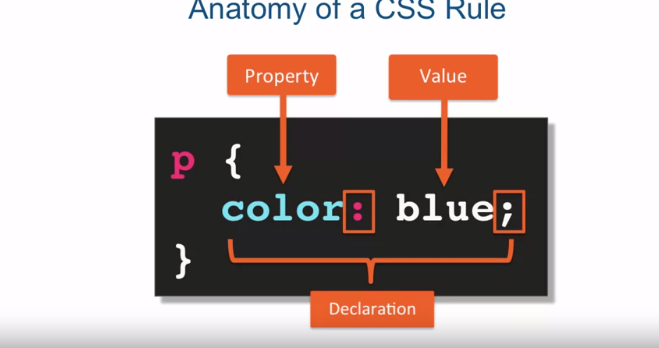 Anatomy of a CSS Rule
Property Value
p {
color: blue;
}
Declaration